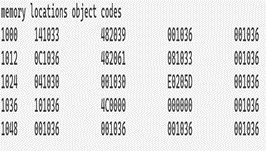 memory locations object codes
1000 141033 482039 001036 001036
1012 0C1036 482061 081033 001036
1024 041030 001030 E0205D 001036
1036 101036 4C0000 000000 001036
1048 001036 001036 001036 001036